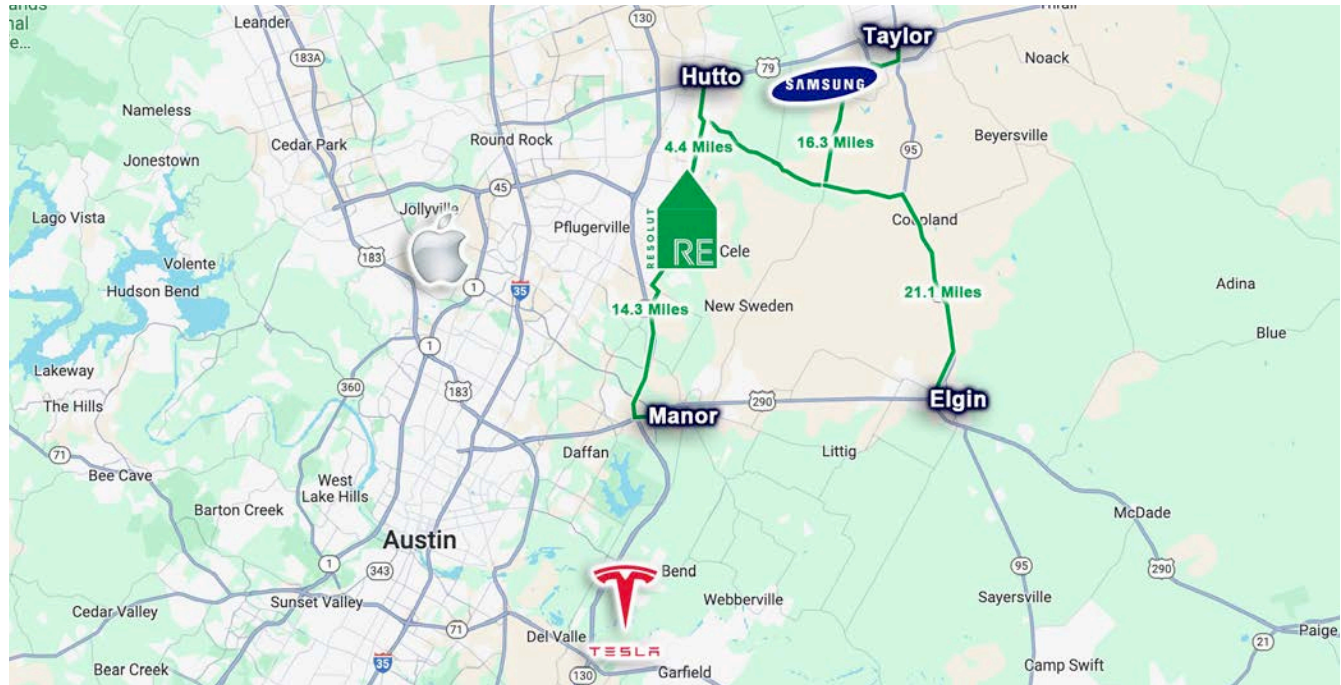 ands
nal
e...
Leander
130
Thrall
Taylor
183A
Noack
Hutto
79
SAMSUNG
Nameless
Round Rock
Beyersville
Cedar Park
4.4 Miles
16.3 Miles
Jonestown
95
45
Lago Vista
Jollyville
Pflugerville
RESOLUT
RE
Coupland
183
Cele
Volente
1
35
Hudson Bend
21.1 Miles
Adina
14.3 Miles
New Sweden
Blue
1
Lakeway
360
183
The Hills
290
Elgin
Manor
71
Daffan
Littig
Bee Cave
West
Lake Hills
Barton Creek
McDade
Austin
1
343
Bend
290
95
Cedar Valley
Sunset Valley
Webberville
Sayersville
71
Del Valle
TESLA
21
Paige
Bear Creek
35
130
Garfield
Camp Swift